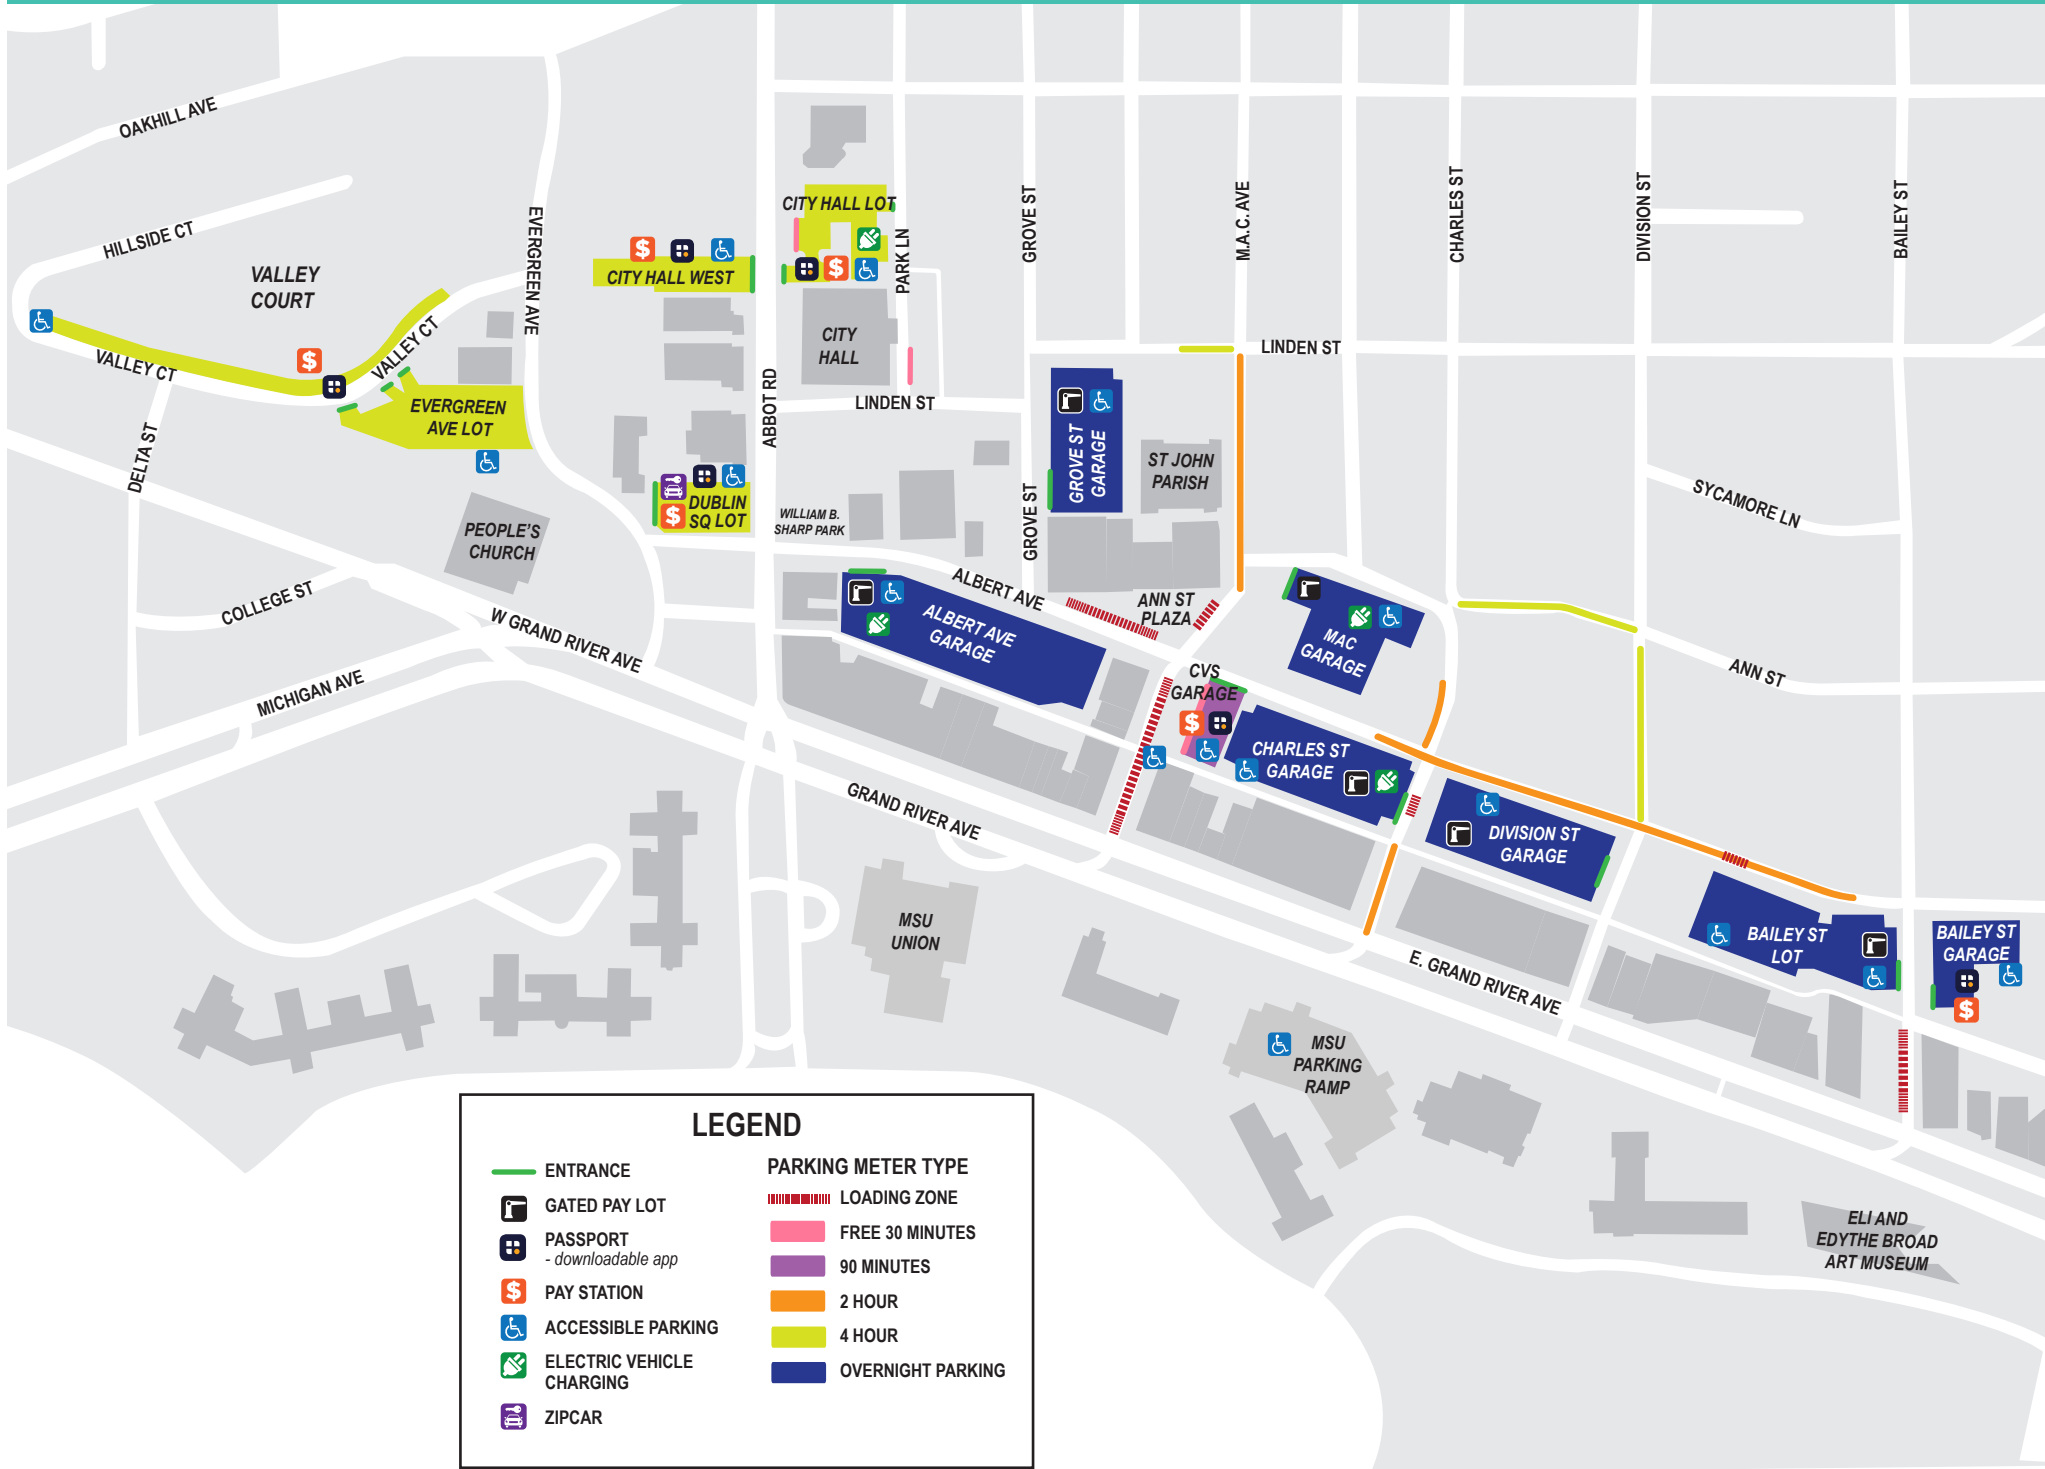 OAKHILL AVE
HILLSIDE CT
VALLEY
COURT
VALLEY CT
VALLEY CT
DELTA ST
COLLEGE ST
MICHIGAN AVE
EVERGREEN AVE
EVERGREEN
AVE LOT
PEOPLE'S
CHURCH
W GRAND RIVER AVE
CITY HALL WEST
CITY HALL LOT
CITY
HALL
PARK LN
ABBOT RD
LINDEN ST
DUBLIN
SQ LOT
WILLIAM B.
SHARP PARK
GROVE ST
GROVE ST
GROVE ST
GARAGE
ST JOHN
PARISH
M.A.C. AVE
LINDEN ST
CHARLES ST
DIVISION ST
BAILEY ST
SYCAMORE LN
ANN ST
ALBERT AVE
ALBERT AVE
GARAGE
ANN ST
PLAZA
MAC
GARAGE
CVS
GARAGE
CHARLES ST
GARAGE
DIVISION ST
GARAGE
BAILEY ST
LOT
BAILEY ST
GARAGE
GRAND RIVER AVE
E. GRAND RIVER AVE
MSU
UNION
MSU
PARKING
RAMP
ELI AND
EDYTHE BROAD
ART MUSEUM
LEGEND
ENTRANCE
GATED PAY LOT
PASSPORT
- downloadable app
$ PAY STATION
ACCESSIBLE PARKING
ELECTRIC VEHICLE
CHARGING
ZIPCAR
PARKING METER TYPE
LOADING ZONE
FREE 30 MINUTES
90 MINUTES
2 HOUR
4 HOUR
OVERNIGHT PARKING